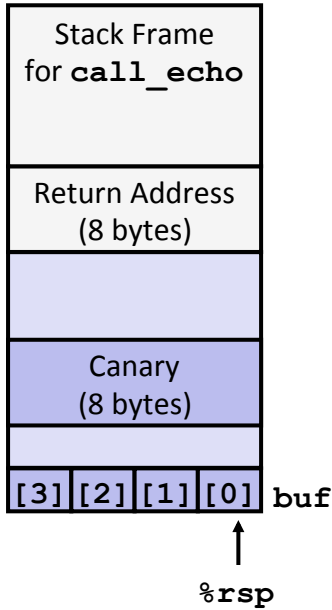 Stack Frame
for call_echo
Return Address
(8 bytes)
Canary
(8 bytes)
[3] [2] [1] [0] buf
%rsp